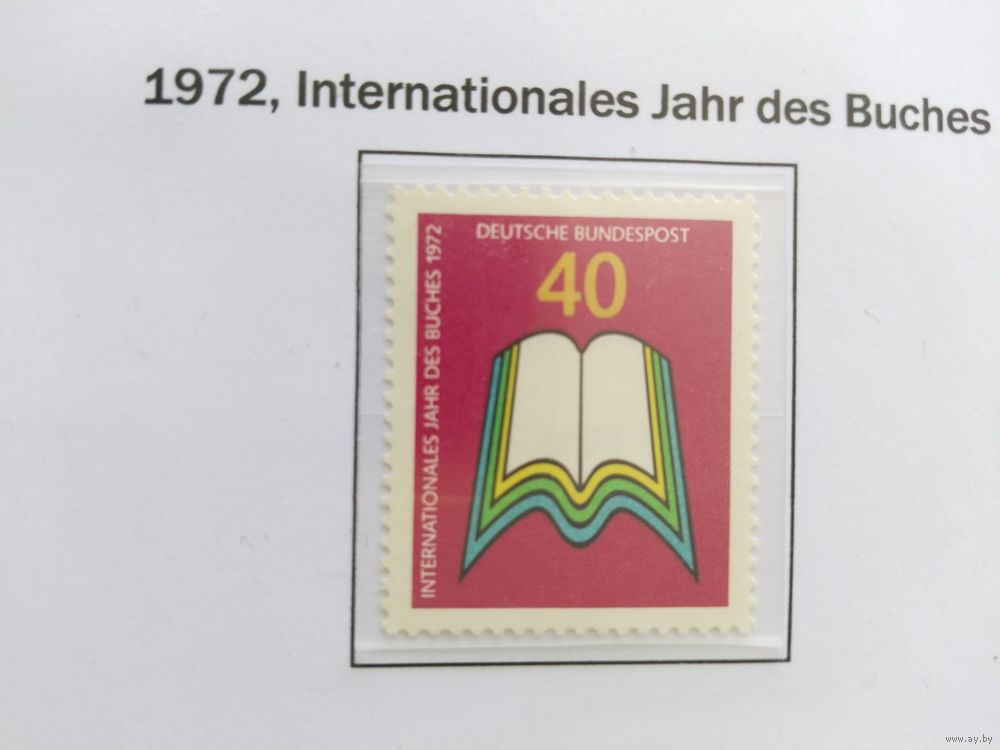 1972, Internationales Jahr des Buches
DEUTSCHE BUNDESPOST
40
INTERNATIONALES JAHR DES BUCHES 1972
www.ay.by